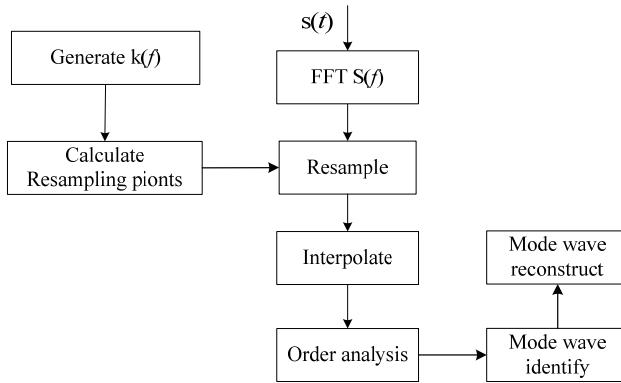 s(t)
Generate k(f)
FFT S(f)
Calculate
Resampling pionts
Resample
Interpolate
Mode wave
reconstruct
Order analysis
Mode wave
identify